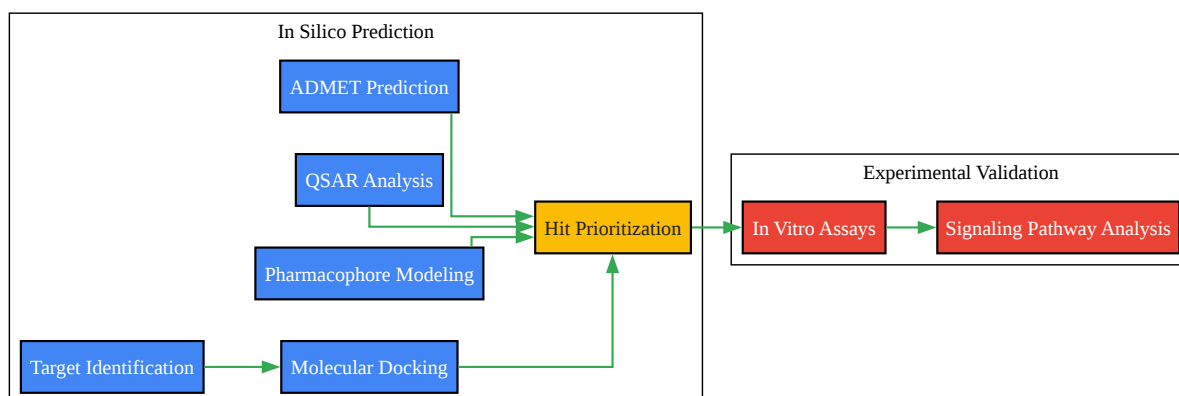 In Silico Prediction
ADMET Prediction
QSAR Analysis
Pharmacophore Modeling
Target Identification
Molecular Docking
Hit Prioritization
Experimental Validation
In Vitro Assays
Signaling Pathway Analysis